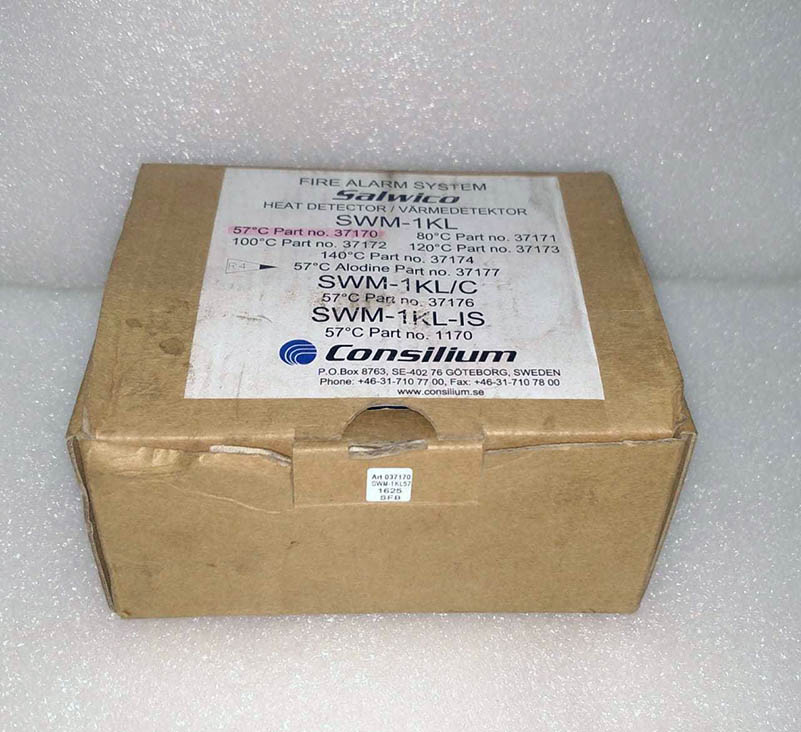 FIRE ALARM SYSTEM
Salwico
HEAT DETECTOR / VÄRMEDETEKTOR
SWM-1KL
57°C Part no. 37170 80°C Part no. 37171
100°C Part no. 37172 120°C Part no. 37173
140°C Part no. 37174
R4 57°C Alodine Part no. 37177
SWM-1KL/C
57°C Part no. 37176
SWM-1KL-IS
57°C Part no. 1170
Consilium
P.O.Box 8763, SE-402 76 GÖTEBORG, SWEDEN
Phone: +46-31-710 77 00, Fax: +46-31-710 78 00
www.consilium.se
Art 037170
SWM-1KL57
1625
SFB